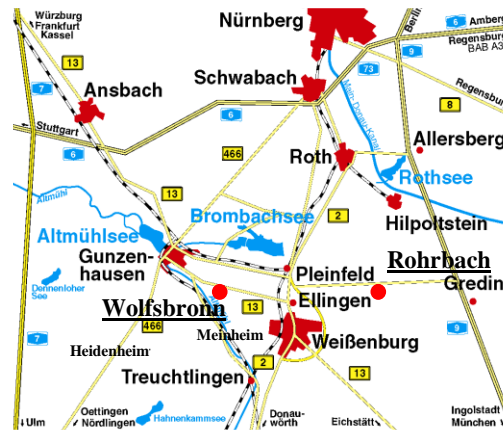 Würzburg
Frankfurt
Kassel
Nürnberg
Berlin
6
Amberg
Regensburg
BAB A3
9
13
2
73
Schwabach
Ansbach
7
6
8
Regensburg
Main-Donau-Kanal
Stuttgart
6
466
Roth
Allersberg
Rothsee
Altmühl
13
2
Brombachsee
Hilpoltstein
Altmühlsee
Gunzen-
hausen
Pleinfeld
Rohrbach
Greding
Dennenloher
See
Wolfsbronn
13
Ellingen
7
466
Meinheim
Weißenburg
9
Heidenheim
2
13
Treuchtlingen
Ulm
Oettingen
Nördlingen
Hahnenkammsee
Donau-
wörth
Eichstätt
Ingolstadt
München